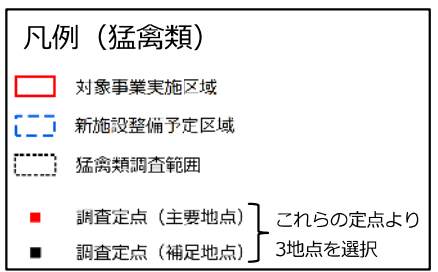 凡例（猛禽類）
対象事業実施区域
新施設整備予定区域
猛禽類調査範囲
調査定点（主要地点）
調査定点（補足地点）
これらの定点より
3地点を選択